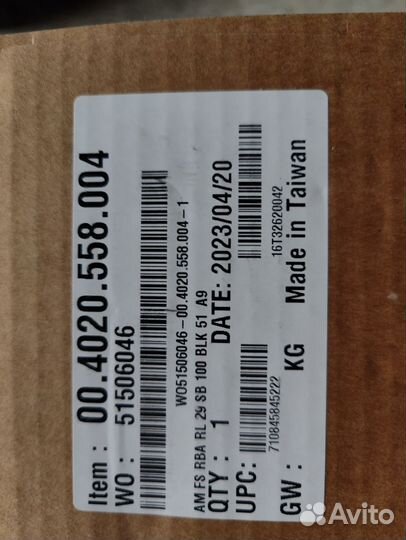 Item : 00.4020.558.004
WO : 51506046
WO51506046-00.4020.558.004-1
AM FS RBA RL 29 SB 100 BLK 51 A9
QTY : 1 DATE: 2023/04/20
UPC:
710845845222
16T32620042
GW : KG Made in Taiwan
Avito